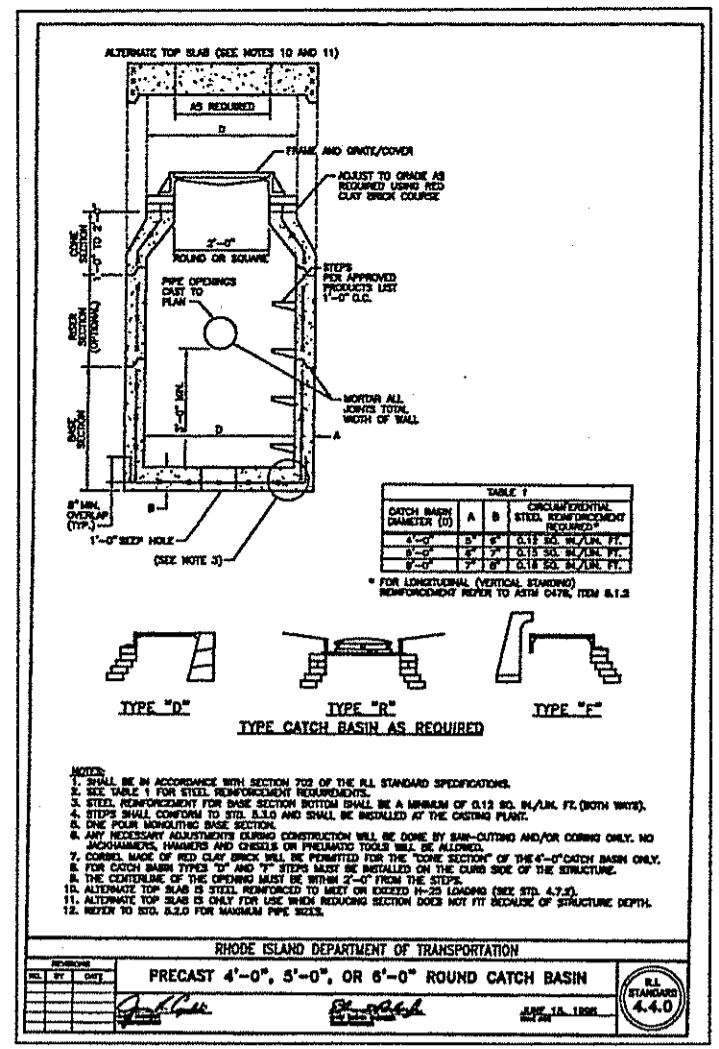 ALTERNATE TOP SLAB (SEE NOTES 10 AND 11)
AS REQUIRED
D
FRAME AND GRATE/COVER
ADJUST TO GRADE AS
REQUIRED USING RED
CLAY BRICK COURSE
CONE
SECTION
2'-0"
ROUND OR SQUARE
STEPS
PER APPROVED
PRODUCTS LIST
1'-0" O.C.
PIPE OPENINGS
CAST TO
PLAN
RISER
SECTION
(OPTIONAL)
MORTAR ALL
JOINTS TOTAL
WIDTH OF WALL
BASE
SECTION
MIN.
D
A
B
8" MIN.
OVERLAP
(TYP.)
1'-0" SEEP HOLE
(SEE NOTE 3)
TABLE 1
CATCH BASIN DIAMETER (D) A B CIRCUMFERENTIAL STEEL REINFORCEMENT REQUIRED*
4'-0" 5" 6" 0.12 SQ. IN./LIN. FT.
6" 7" 0.15 SQ. IN./LIN. FT.
6'-0" 7" 8" 0.18 SQ. IN./LIN. FT.
* FOR LONGITUDINAL (VERTICAL STANDING)
REINFORCEMENT REFER TO ASTM C478, ITEM 8.1.2
TYPE "D"
TYPE "R"
TYPE "F"
TYPE CATCH BASIN AS REQUIRED
NOTES:
1. SHALL BE IN ACCORDANCE WITH SECTION 702 OF THE R.I. STANDARD SPECIFICATIONS.
2. SEE TABLE 1 FOR STEEL REINFORCEMENT REQUIREMENTS.
3. STEEL REINFORCEMENT FOR BASE SECTION BOTTOM SHALL BE A MINIMUM OF 0.12 SQ. IN./LIN. FT. (BOTH WAYS).
4. STEPS SHALL CONFORM TO STD. 5.3.0 AND SHALL BE INSTALLED AT THE CASTING PLANT.
5. ONE POUR MONOLITHIC BASE SECTION.
6. ANY NECESSARY ADJUSTMENTS DURING CONSTRUCTION WILL BE DONE BY SAW-CUTTING AND/OR CORING ONLY. NO
JACKHAMMERS, HAMMERS AND CHISELS OR PNEUMATIC TOOLS WILL BE ALLOWED.
7. CORBEL MADE OF RED CLAY BRICK WILL BE PERMITTED FOR THE "CONE SECTION" OF THE 4'-0" CATCH BASIN ONLY.
8. FOR CATCH BASIN TYPES "D" AND "F" STEPS MUST BE INSTALLED ON THE CURB SIDE OF THE STRUCTURE.
9. THE CENTERLINE OF THE OPENING MUST BE WITHIN 2'-0" FROM THE STEPS.
10. ALTERNATE TOP SLAB IS STEEL REINFORCED TO MEET OR EXCEED H-25 LOADING (SEE STD. 4.7.2).
11. ALTERNATE TOP SLAB IS ONLY FOR USE WHEN REDUCING SECTION DOES NOT FIT BECAUSE OF STRUCTURE DEPTH.
12. REFER TO STD. 5.2.0 FOR MAXIMUM PIPE SIZES.
RHODE ISLAND DEPARTMENT OF TRANSPORTATION
REVISIONS
NO. BY DATE
PRECAST 4'-0", 5'-0", OR 6'-0" ROUND CATCH BASIN
JUNE 15, 1998
R.I.
STANDARD
4.4.0